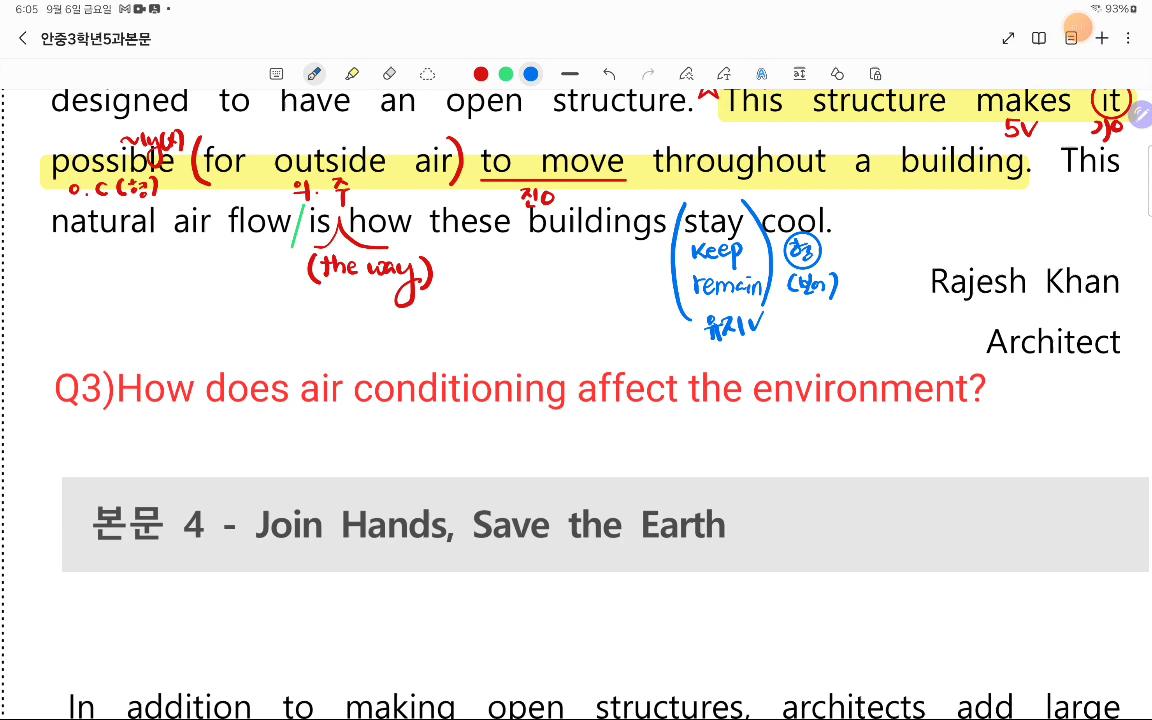 6:05 9월 6일 금요일 93%
안중3학년5과본문
designed to have an open structure. This structure makes (it)
5V 가o
~ly(x)
possible (for outside air) to move throughout a building. This
o.c (형) 의.주 진o
natural air flow / is how these buildings stay cool.
(the way) keep 형
remain (보어)
유지V
Rajesh Khan
Architect
Q3)How does air conditioning affect the environment?
본문 4 - Join Hands, Save the Earth
In addition to making open structures, architects add large